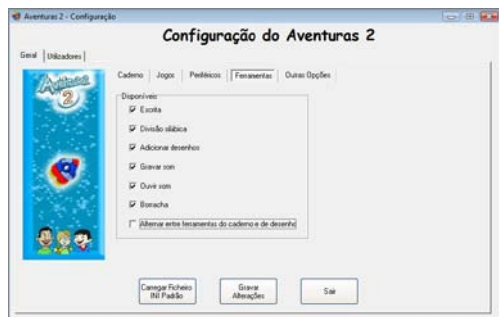 Aventuras 2 - Configuração
Configuração do Aventuras 2
Geral
Utilizadores
Caderno
Jogos
Periféricos
Ferramentas
Outras Opções
Aventuras
2
Disponíveis
Escrita
Divisão silábica
Adicionar desenhos
Gravar som
Ouvir som
Borracha
Alternar entre ferramentas do caderno e de desenho
Carregar Ficheiro
INI Padrão
Gravar
Alterações
Sair